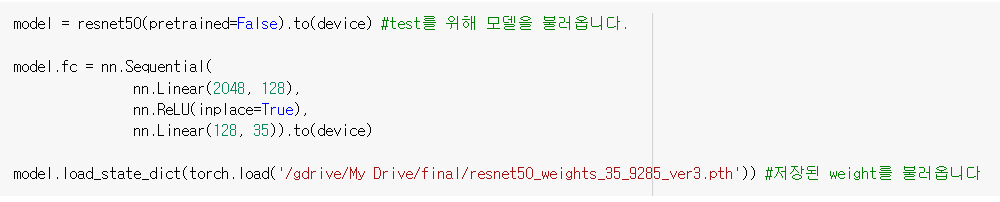 model = resnet50(pretrained=False).to(device) #test를 위해 모델을 불러옵니다.
model.fc = nn.Sequential(
nn.Linear(2048, 128),
nn.ReLU(inplace=True),
nn.Linear(128, 35)).to(device)
model.load_state_dict(torch.load('/gdrive/My Drive/final/resnet50_weights_35_9285_ver3.pth')) #저장된 weight를 불러옵니다